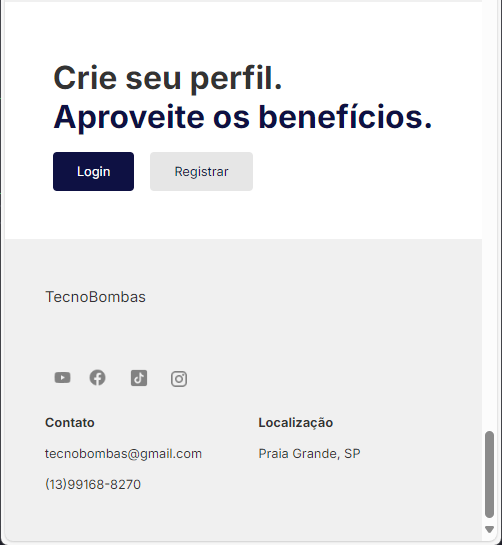 Crie seu perfil.
Aproveite os benefícios.
Login
Registrar
TecnoBombas
Contato
Localização
tecnobombas@gmail.com
Praia Grande, SP
(13)99168-8270